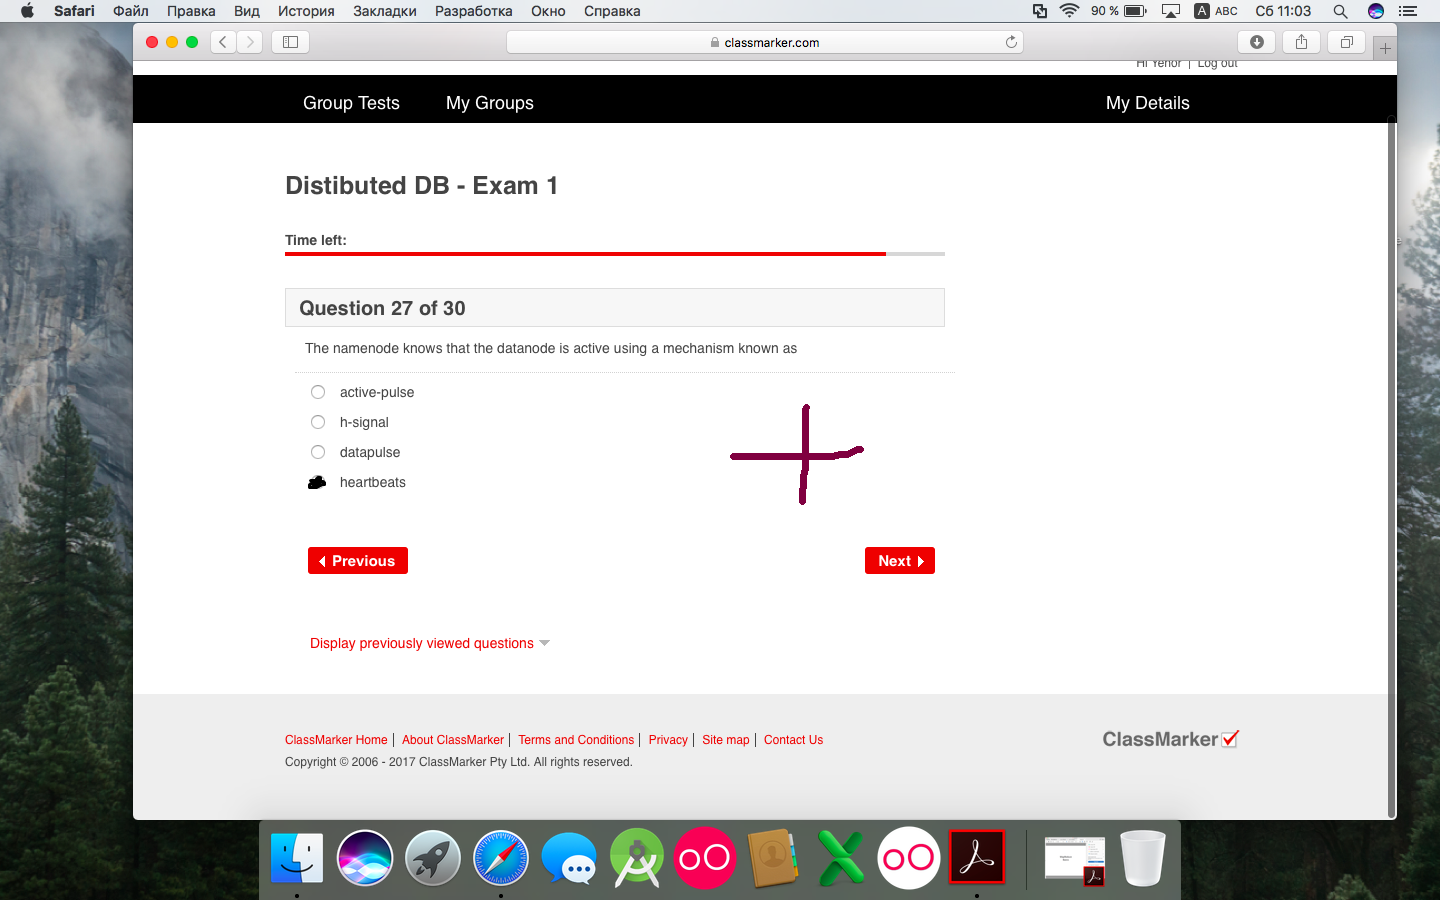 Safari Файл Правка Вид История Закладки Разработка Окно Справка 90 % A ABC Сб 11:03
classmarker.com
Hi Yenor | Log out
Group Tests My Groups My Details
Distibuted DB - Exam 1
Time left:
Question 27 of 30
The namenode knows that the datanode is active using a mechanism known as
active-pulse
h-signal
datapulse
heartbeats
Previous Next
Display previously viewed questions
ClassMarker Home | About ClassMarker | Terms and Conditions | Privacy | Site map | Contact Us
ClassMarker
Copyright © 2006 - 2017 ClassMarker Pty Ltd. All rights reserved.